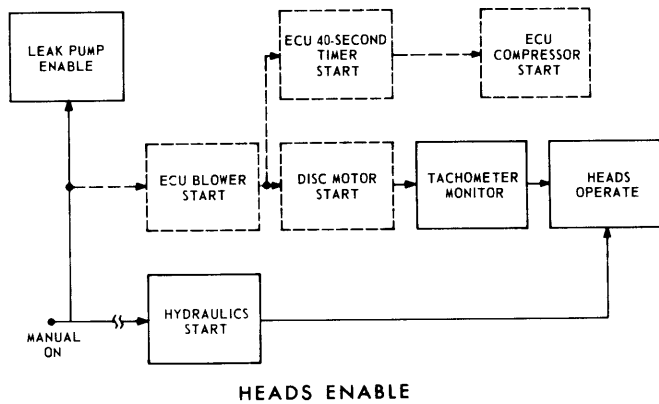 LEAK PUMP
ENABLE
ECU 40-SECOND
TIMER
START
ECU
COMPRESSOR
START
ECU BLOWER
START
DISC MOTOR
START
TACHOMETER
MONITOR
HEADS
OPERATE
MANUAL
ON
HYDRAULICS
START
HEADS ENABLE